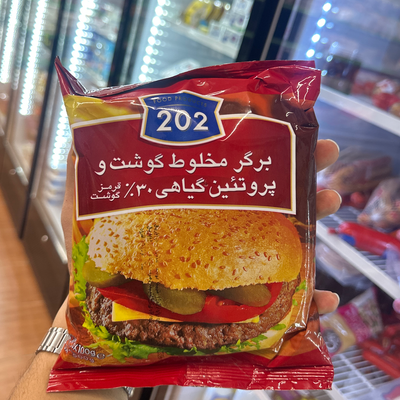 202
برگر مخلوط گوشت و
پروتئین گیاهی ۳۰٪ گوشت قرمز